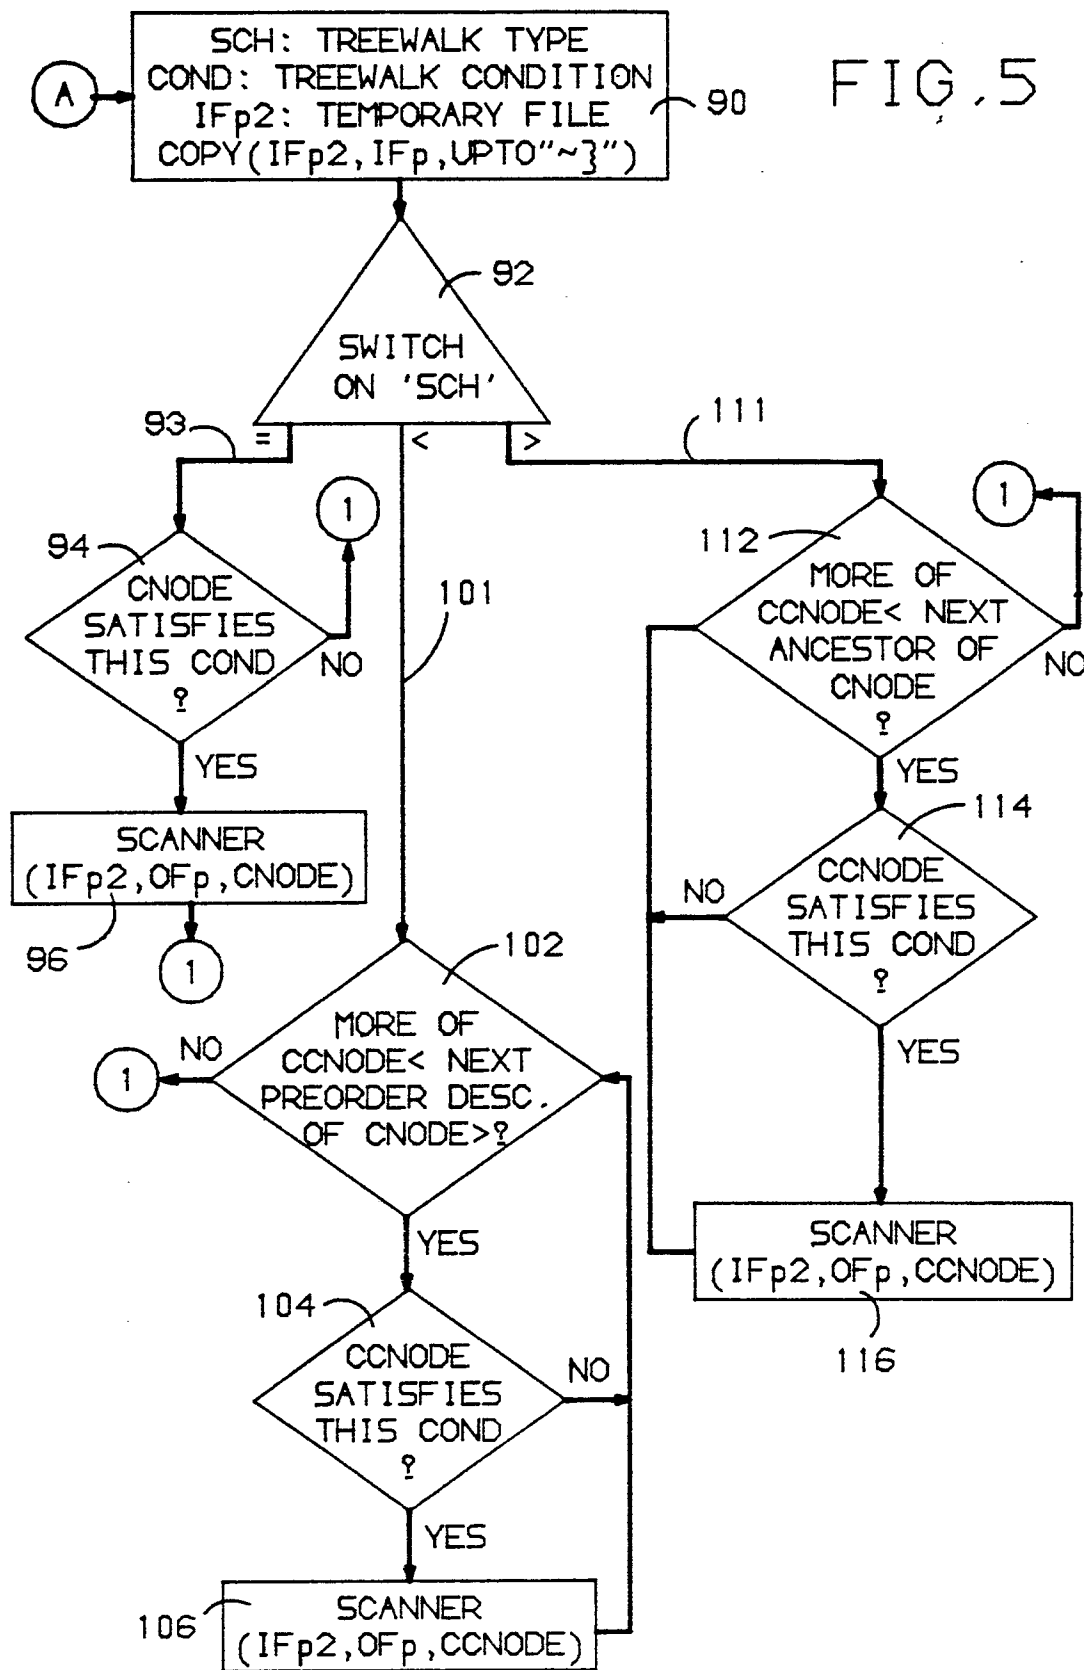 SCH: TREEWALK TYPE
COND: TREEWALK CONDITION
IFp2: TEMPORARY FILE
COPY(IFp2,IFp,UPTO"~}")
A
90
FIG.5
92
SWITCH
ON 'SCH'
=
<
>
93
111
1
1
94
CNODE
SATISFIES
THIS COND
?
NO
YES
101
112
MORE OF
CCNODE< NEXT
ANCESTOR OF
CNODE
?
NO
YES
SCANNER
(IFp2,OFp,CNODE)
96
1
114
CCNODE
SATISFIES
THIS COND
?
NO
YES
102
MORE OF
CCNODE< NEXT
PREORDER DESC.
OF CNODE>?
NO
1
YES
SCANNER
(IFp2,OFp,CCNODE)
116
104
CCNODE
SATISFIES
THIS COND
?
NO
YES
106
SCANNER
(IFp2,OFp,CCNODE)